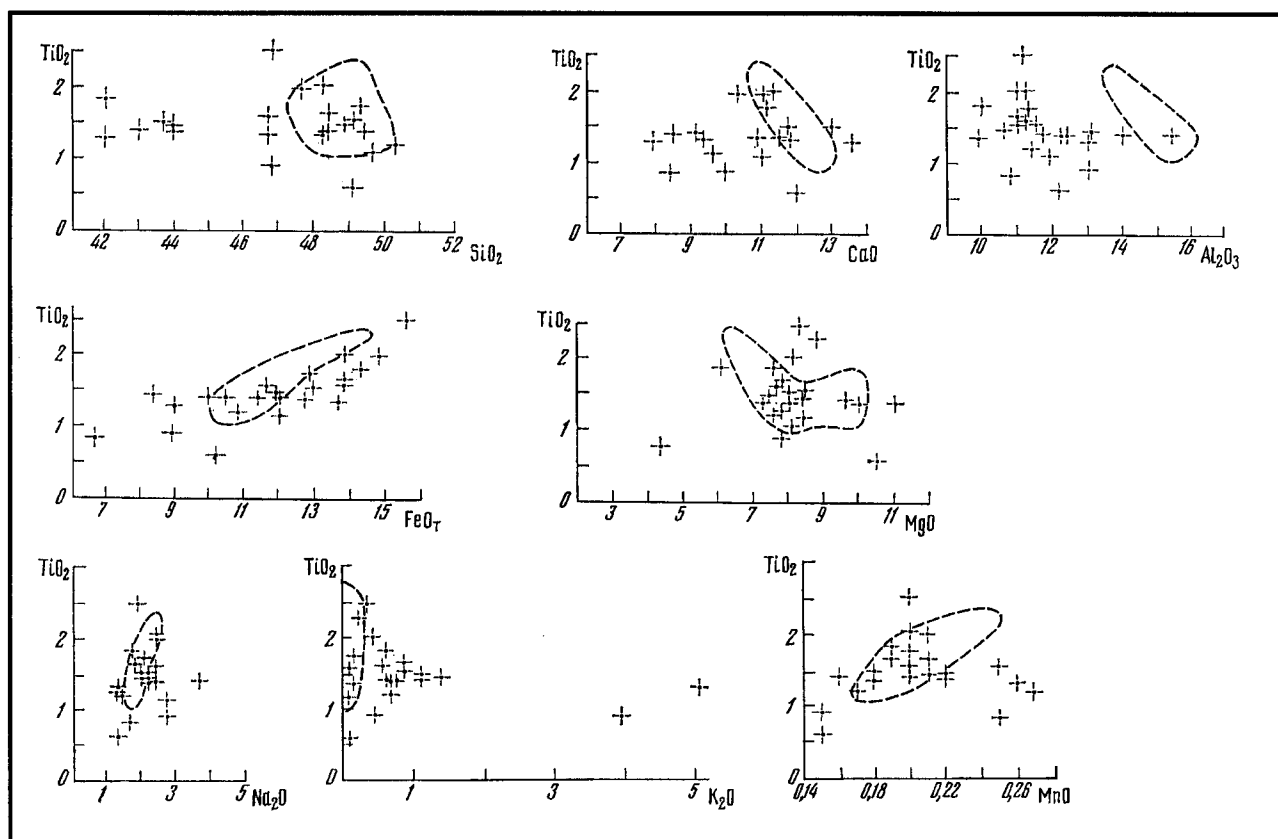 TiO₂
2
1
0
42 44 46 48 50 52
SiO₂
TiO₂
2
1
0
7 9 11 13
CaO
TiO₂
2
1
0
10 12 14 16
Al₂O₃
TiO₂
2
1
0
7 9 11 13 15
FeOᴛ
TiO₂
2
1
0
3 5 7 9 11
MgO
TiO₂
2
1
0
1 3 5
Na₂O
TiO₂
2
1
0
1 3 5
K₂O
TiO₂
2
1
0
0,14 0,18 0,22 0,26
MnO